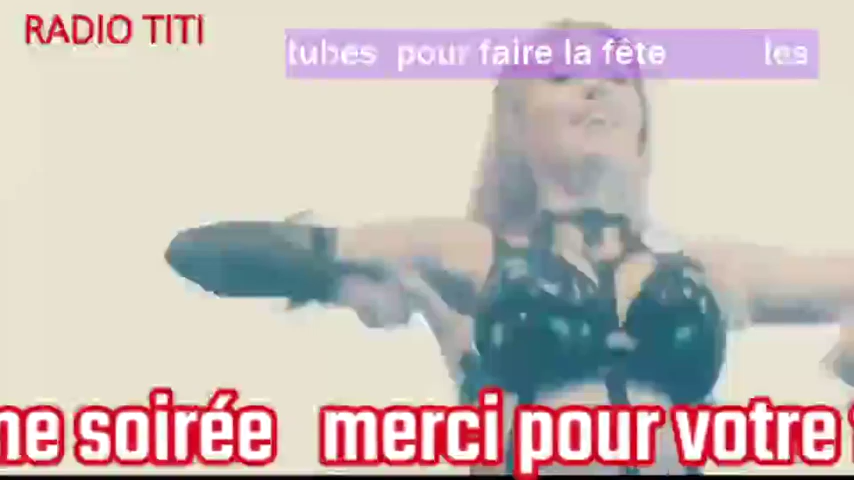 RADIO TITI
tubes pour faire la fête les
ne soirée merci pour votre